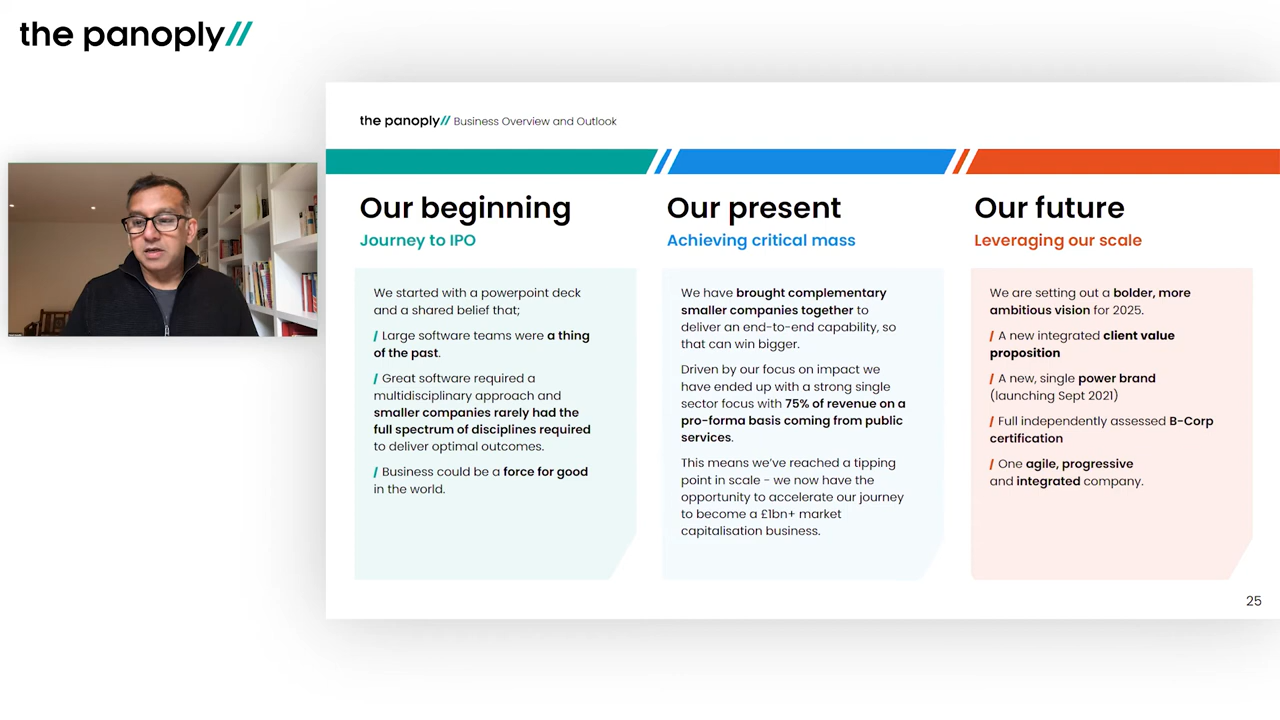 the panoply//
the panoply// Business Overview and Outlook
Our beginning
Journey to IPO
We started with a powerpoint deck
and a shared belief that;
/ Large software teams were a thing
of the past.
/ Great software required a
multidisciplinary approach and
smaller companies rarely had the
full spectrum of disciplines required
to deliver optimal outcomes.
/ Business could be a force for good
in the world.
Our present
Achieving critical mass
We have brought complementary
smaller companies together to
deliver an end-to-end capability, so
that can win bigger.
Driven by our focus on impact we
have ended up with a strong single
sector focus with 75% of revenue on a
pro-forma basis coming from public
services.
This means we've reached a tipping
point in scale - we now have the
opportunity to accelerate our journey
to become a £1bn+ market
capitalisation business.
Our future
Leveraging our scale
We are setting out a bolder, more
ambitious vision for 2025.
/ A new integrated client value
proposition
/ A new, single power brand
(launching Sept 2021)
/ Full independently assessed B-Corp
certification
/ One agile, progressive
and integrated company.
25